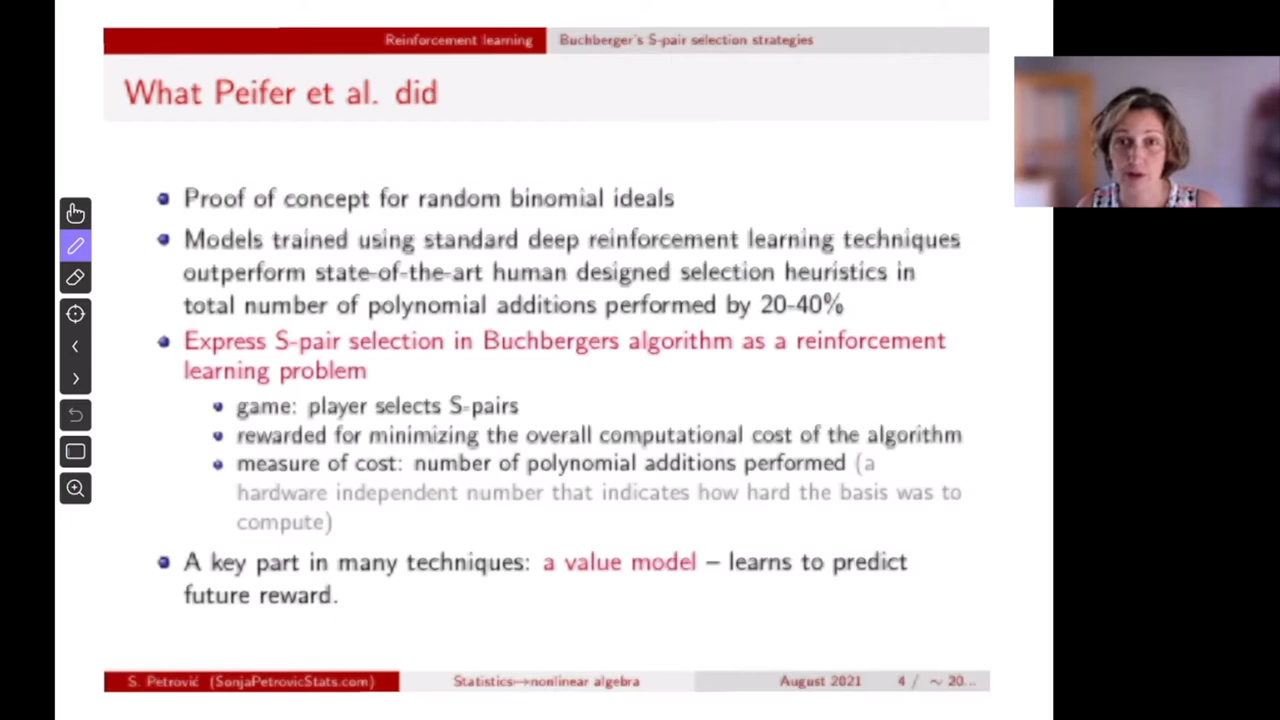 Reinforcement learning
Buchberger's S-pair selection strategies
What Peifer et al. did
Proof of concept for random binomial ideals
Models trained using standard deep reinforcement learning techniques
outperform state-of-the-art human designed selection heuristics in
total number of polynomial additions performed by 20-40%
Express S-pair selection in Buchbergers algorithm as a reinforcement
learning problem
game: player selects S-pairs
rewarded for minimizing the overall computational cost of the algorithm
measure of cost: number of polynomial additions performed (a
hardware independent number that indicates how hard the basis was to
compute)
A key part in many techniques: a value model – learns to predict
future reward.
S. Petrović (SonjaPetrovicStats.com)
Statistics↔nonlinear algebra
August 2021
4 / ~ 20...